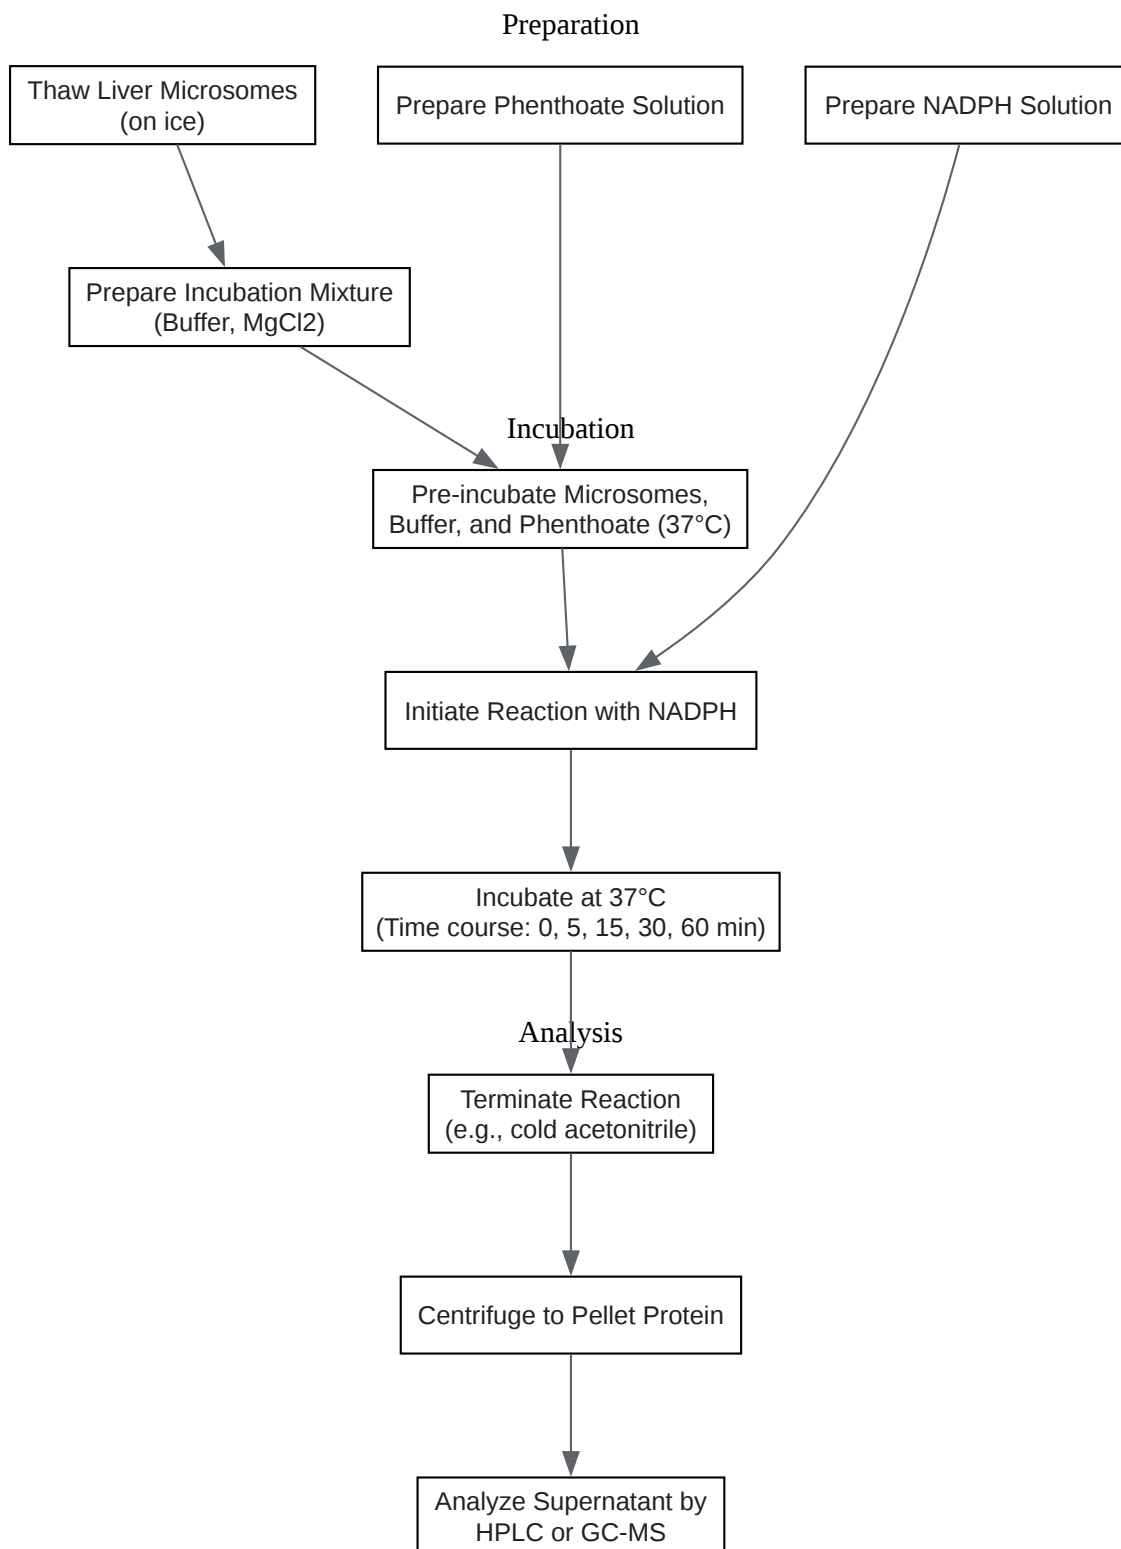 Preparation
Thaw Liver Microsomes
(on ice)
Prepare Phenthoate Solution
Prepare NADPH Solution
Prepare Incubation Mixture
(Buffer, MgCl2)
Incubation
Pre-incubate Microsomes,
Buffer, and Phenthoate (37°C)
Initiate Reaction with NADPH
Incubate at 37°C
(Time course: 0, 5, 15, 30, 60 min)
Analysis
Terminate Reaction
(e.g., cold acetonitrile)
Centrifuge to Pellet Protein
Analyze Supernatant by
HPLC or GC-MS